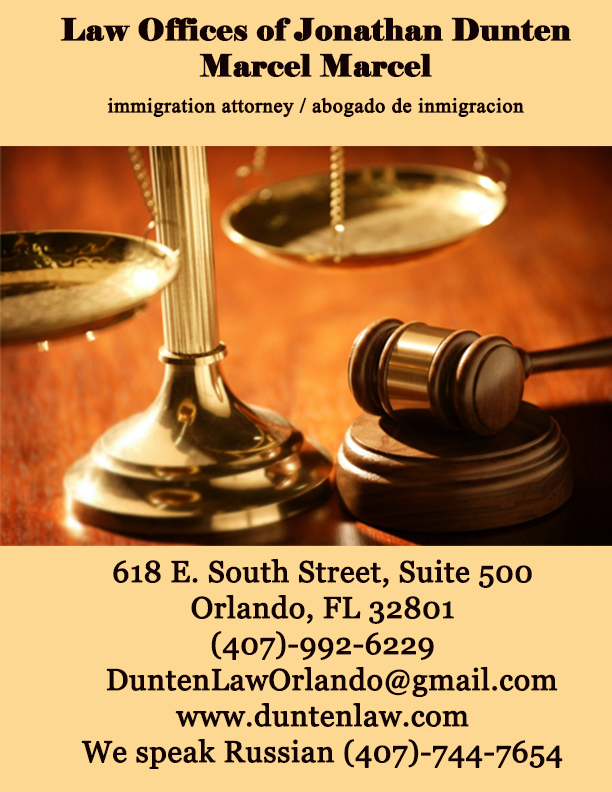 Law Offices of Jonathan Dunten
Marcel Marcel
immigration attorney / abogado de inmigracion
618 E. South Street, Suite 500
Orlando, FL 32801
(407)-992-6229
DuntenLawOrlando@gmail.com
www.duntenlaw.com
We speak Russian (407)-744-7654